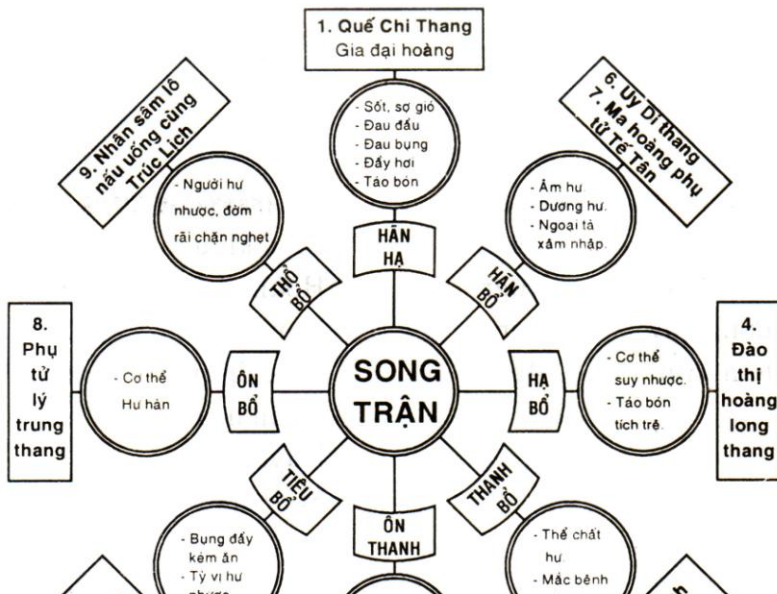 1. Quế Chi Thang
Gia đại hoàng
- Sốt, sợ gió
- Đau đầu
- Đau bụng
- Đầy hơi
- Táo bón
HÃN
HẠ
6. Uy Di thang
7. Ma hoàng phụ
tử Tế Tân
- Âm hư.
- Dương hư.
- Ngoại tà
xâm nhập.
HÃN
BỔ
4.
Đào
thị
hoàng
long
thang
- Cơ thể
suy nhược.
- Táo bón
tích trệ.
HẠ
BỔ
- Thể chất
hư.
- Mắc bệnh
THANH
BỔ
ÔN
THANH
- Bụng đầy
kém ăn
- Tỳ vị hư
nhược
TIÊU
BỔ
8.
Phụ
tử
lý
trung
thang
- Cơ thể
Hư hàn
ÔN
BỔ
9. Nhân sâm lô
nấu uống cùng
Trúc Lịch
- Người hư
nhược, đờm
rãi chặn nghẹt
THỔ
BỔ
SONG
TRẬN